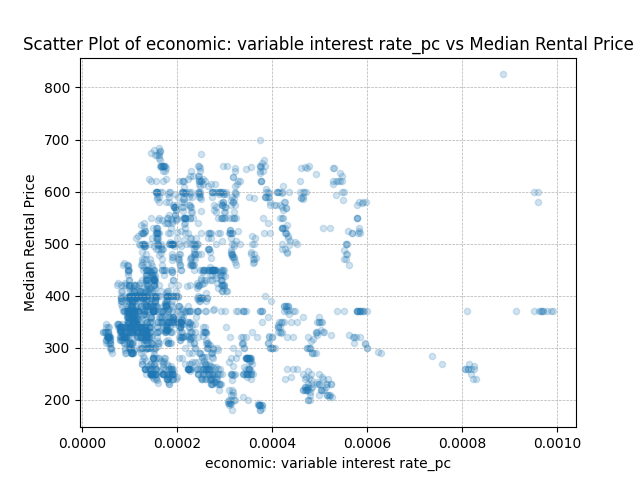 Scatter Plot of economic: variable interest rate_pc vs Median Rental Price
Median Rental Price
800
700
600
500
400
300
200
0.0000 0.0002 0.0004 0.0006 0.0008 0.0010
economic: variable interest rate_pc